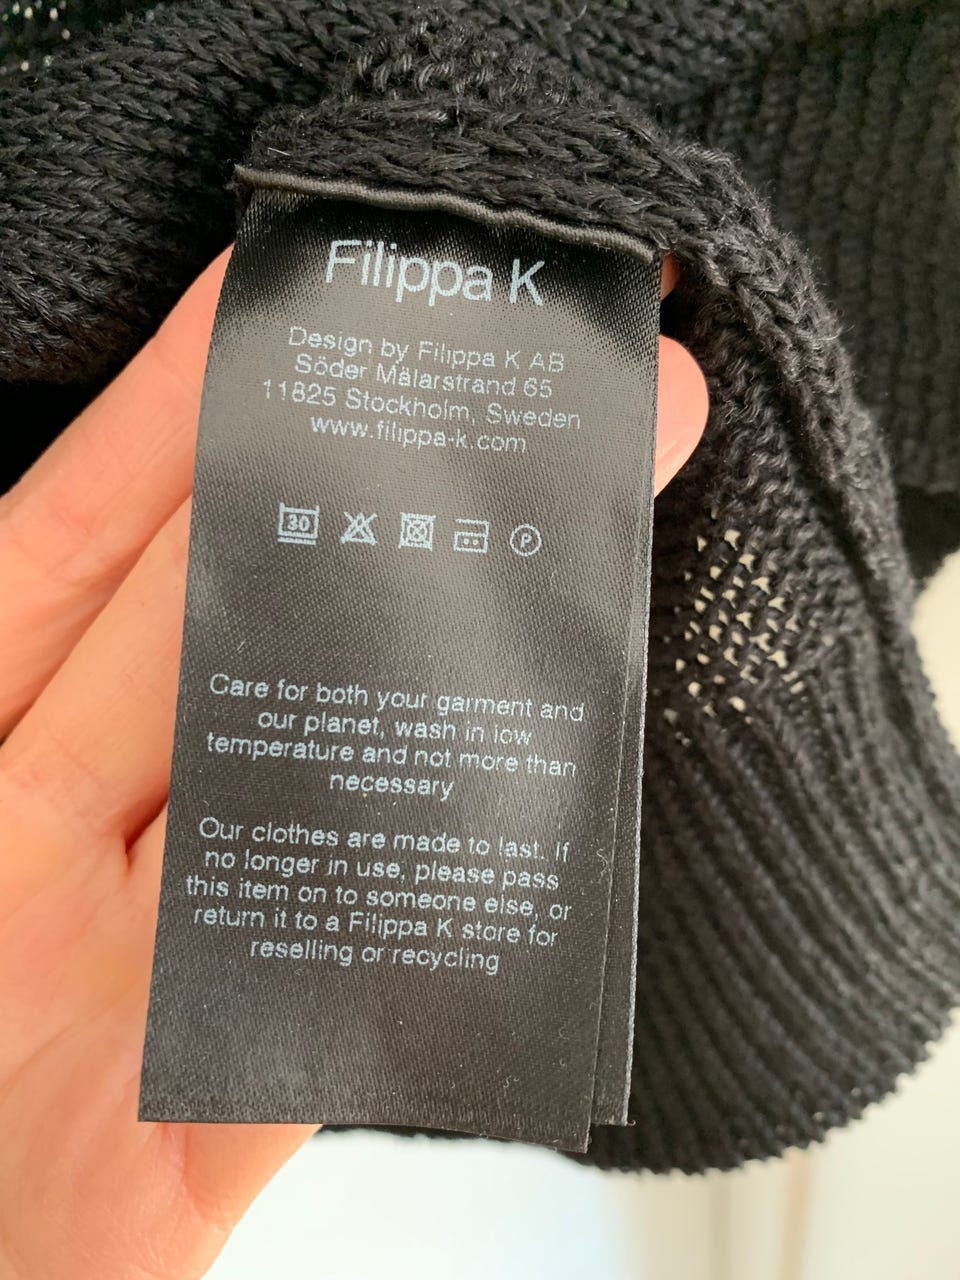 Filippa K
Design by Filippa K AB
Söder Mälarstrand 65
11825 Stockholm, Sweden
www.filippa-k.com
30
P
Care for both your garment and
our planet, wash in low
temperature and not more than
necessary
Our clothes are made to last. If
no longer in use, please pass
this item on to someone else, or
return it to a Filippa K store for
reselling or recycling